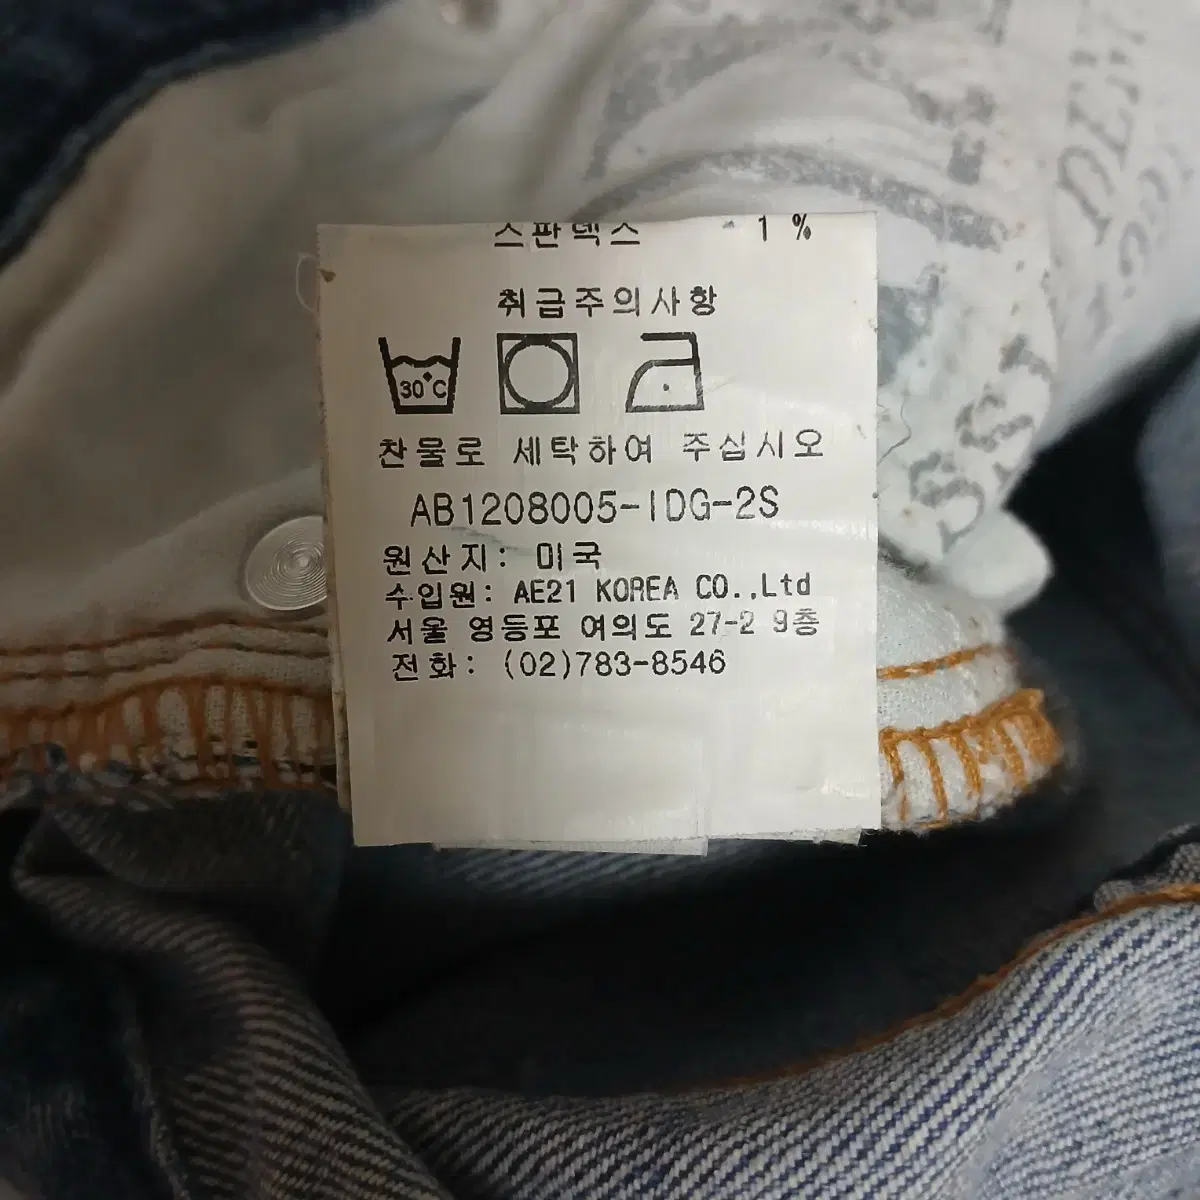 스판덱스 1 %
취급주의사항
30°C
찬물로 세탁하여 주십시오
AB1208005-IDG-2S
원산지: 미국
수입원: AE21 KOREA CO.,Ltd
서울 영등포 여의도 27-2 9층
전화: (02)783-8546